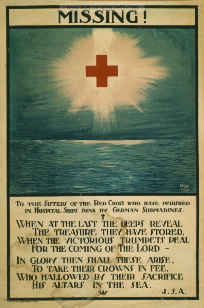 MISSING!
TO THE SISTERS OF THE RED CROSS WHO HAVE PERISHED
IN HOSPITAL SHIPS SUNK BY GERMAN SUBMARINES.
WHEN AT THE LAST THE DEEPS REVEAL
THE TREASURE THEY HAVE STORED,
WHEN THE VICTORIOUS TRUMPETS PEAL
FOR THE COMING OF THE LORD –
IN GLORY THEN SHALL THESE ARISE,
TO TAKE THEIR CROWNS IN FEE,
WHO HALLOWED BY THEIR SACRIFICE
HIS ALTARS IN THE SEA.
J.S.A.